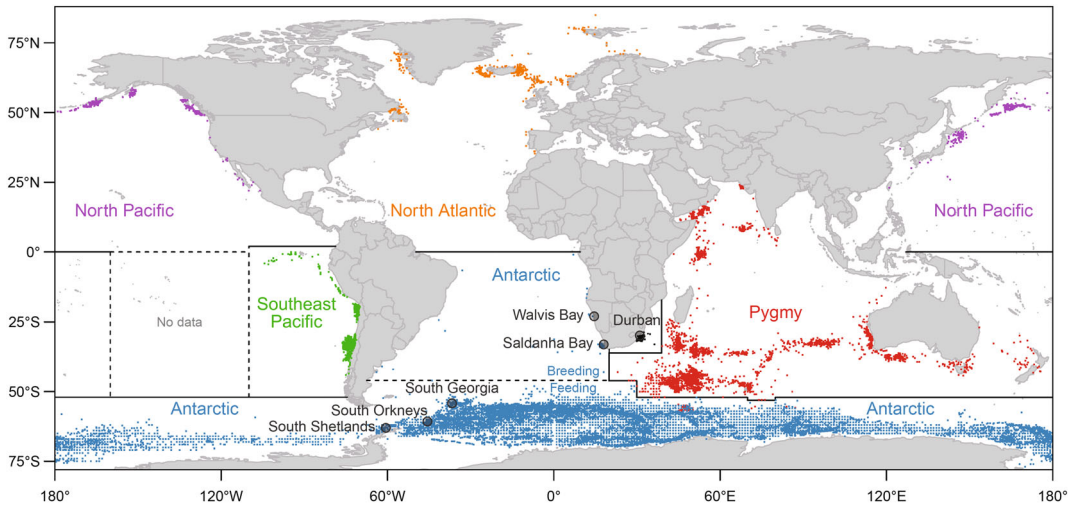 75°N
50°N
25°N
North Pacific
North Atlantic
North Pacific
0°
Antarctic
Southeast
Pacific
No data
Walvis Bay
Durban
Pygmy
25°S
Saldanha Bay
Breeding
Feeding
South Georgia
50°S
Antarctic
South Orkneys
Antarctic
South Shetlands
75°S
180°
120°W
60°W
0°
60°E
120°E
180°